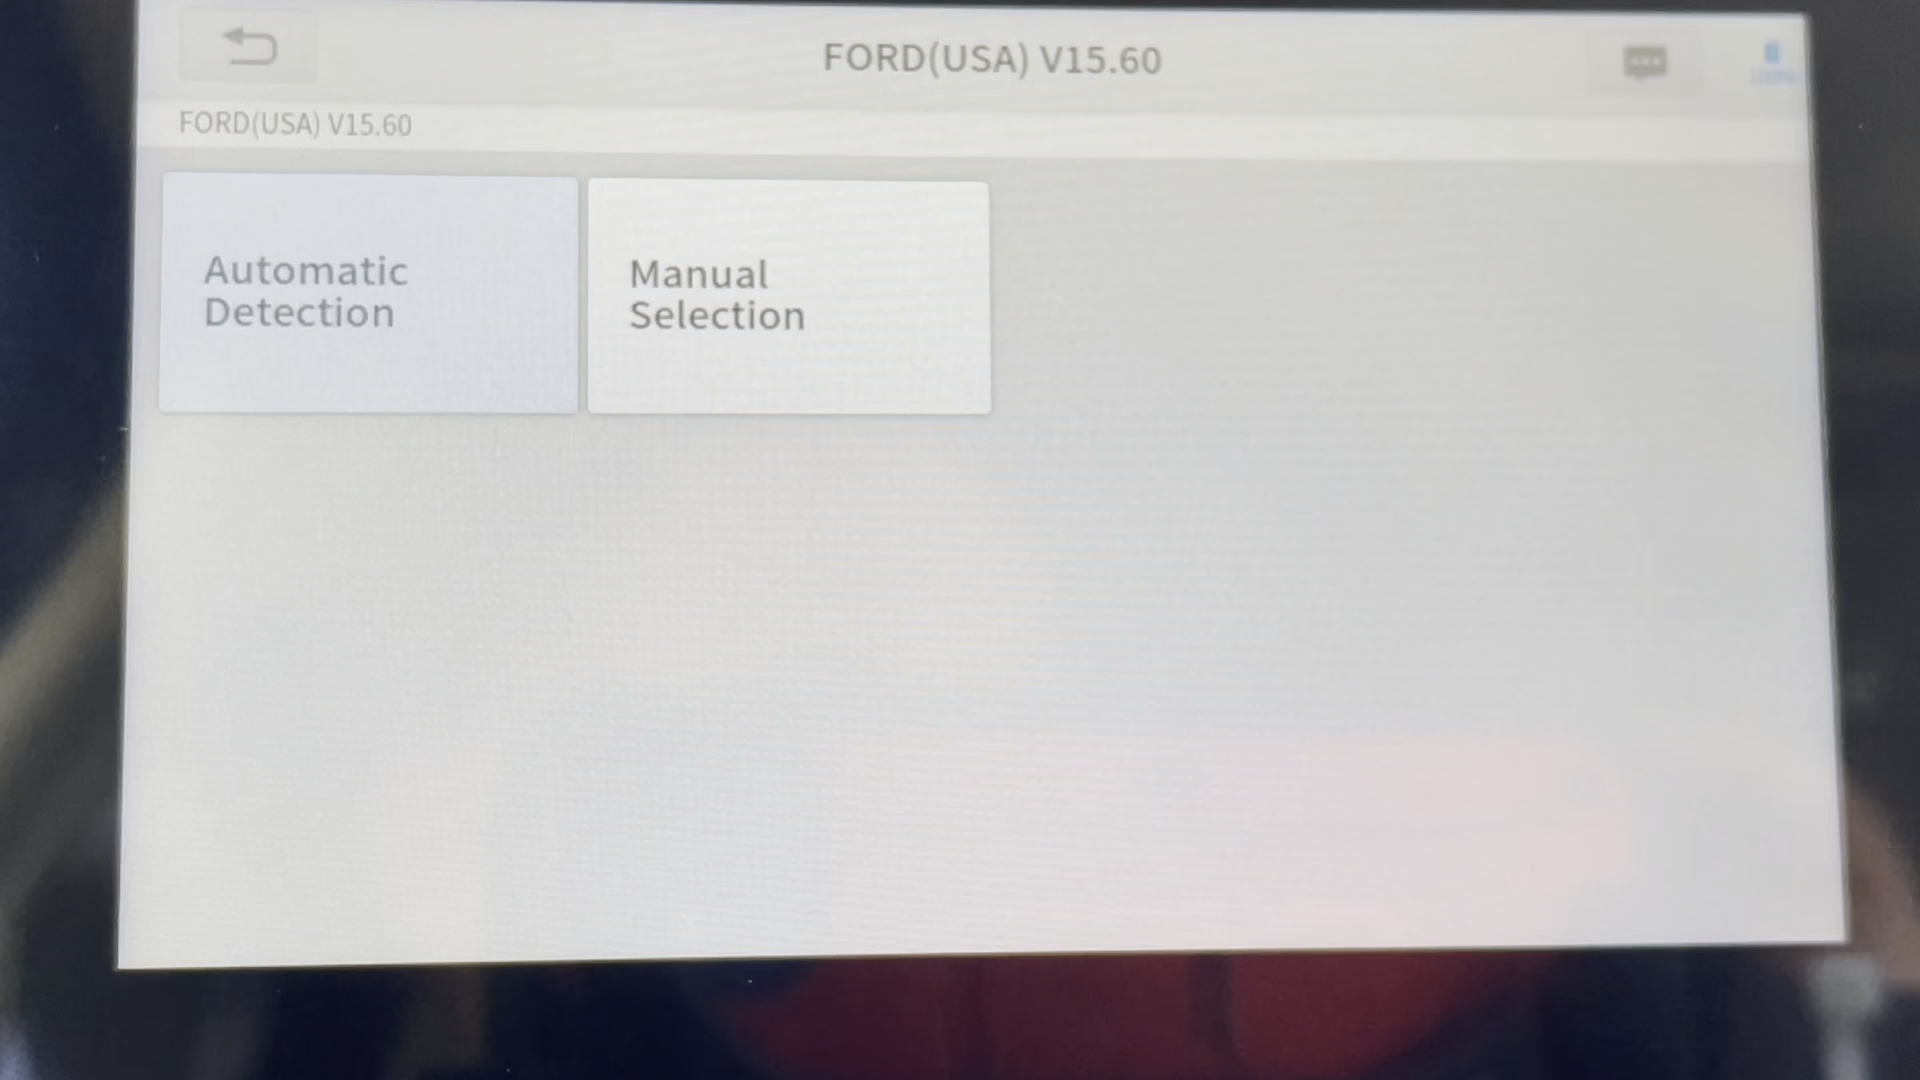 FORD(USA) V15.60
FORD(USA) V15.60
Automatic
Detection
Manual
Selection